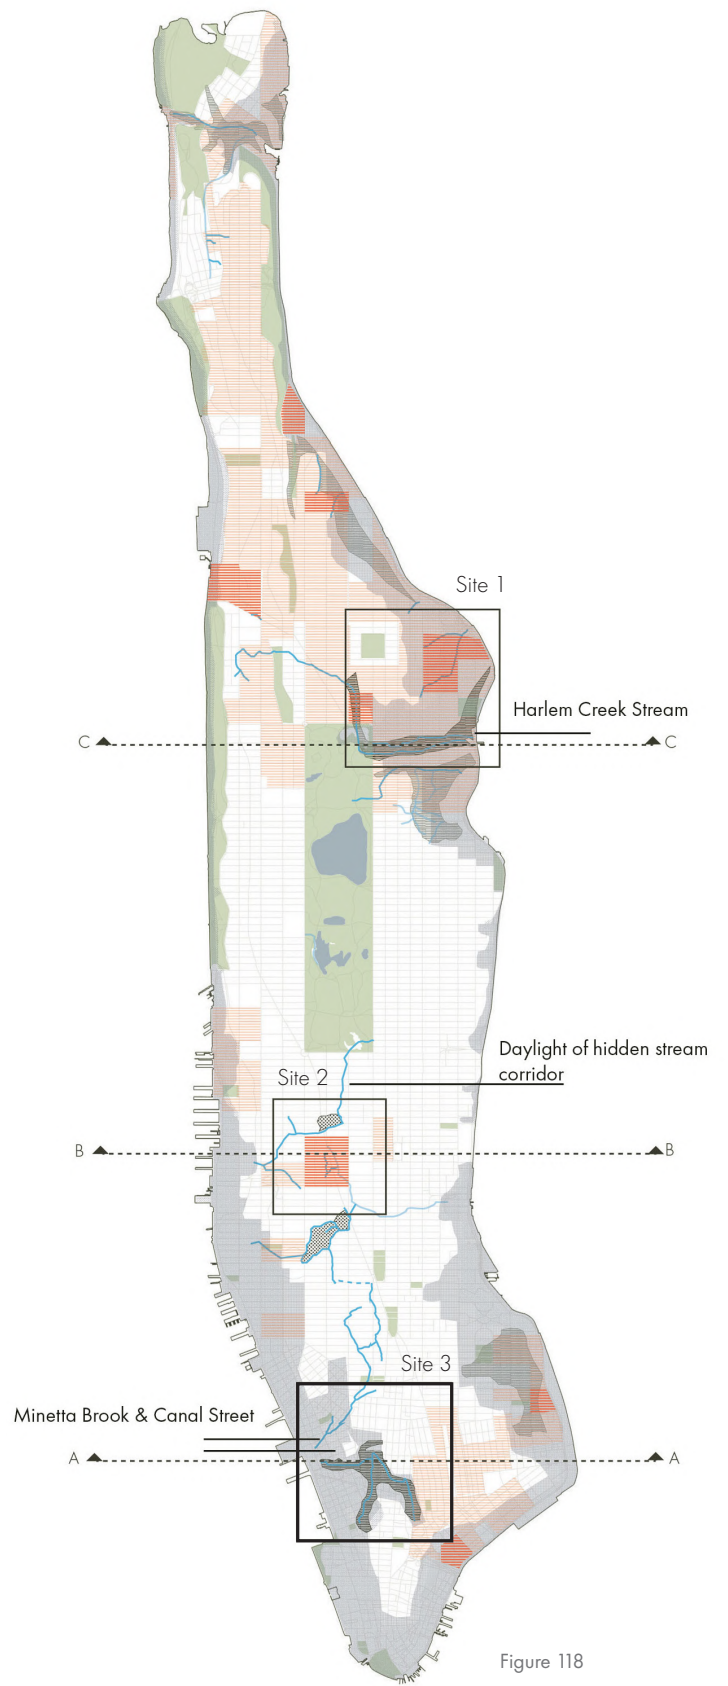 Site 1
Harlem Creek Stream
C C
Daylight of hidden stream
corridor
Site 2
B B
Site 3
Minetta Brook & Canal Street
A A
Figure 118